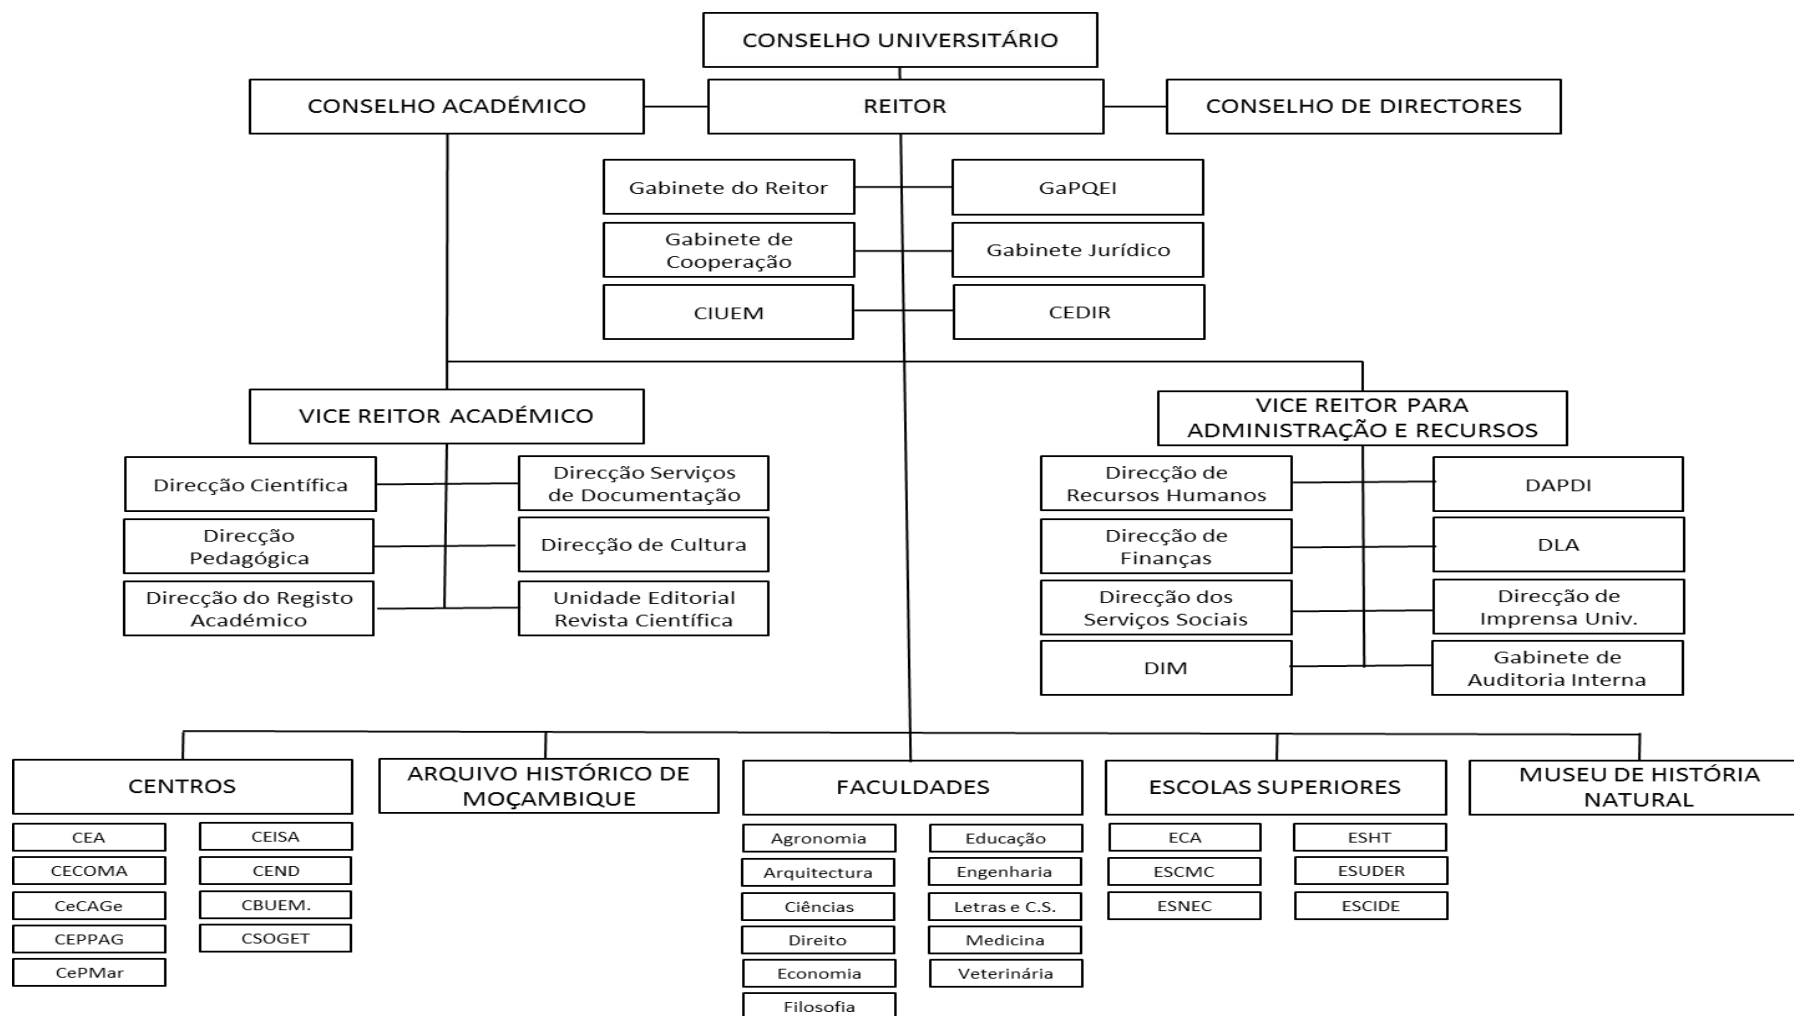 CONSELHO UNIVERSITÁRIO
CONSELHO ACADÉMICO
REITOR
CONSELHO DE DIRECTORES
Gabinete do Reitor
GaPQEI
Gabinete de
Cooperação
Gabinete Jurídico
CIUEM
CEDIR
VICE REITOR ACADÉMICO
VICE REITOR PARA
ADMINISTRAÇÃO E RECURSOS
Direcção Científica
Direcção Serviços
de Documentação
Direcção
Pedagógica
Direcção de Cultura
Direcção do Registo
Académico
Unidade Editorial
Revista Científica
Direcção de
Recursos Humanos
DAPDI
Direcção de
Finanças
DLA
Direcção dos
Serviços Sociais
Direcção de
Imprensa Univ.
DIM
Gabinete de
Auditoria Interna
CENTROS
CEA
CEISA
CECOMA
CEND
CeCAGe
CBUEM.
CEPPAG
CSOGET
CePMar
ARQUIVO HISTÓRICO DE
MOÇAMBIQUE
FACULDADES
Agronomia
Educação
Arquitectura
Engenharia
Ciências
Letras e C.S.
Direito
Medicina
Economia
Veterinária
Filosofia
ESCOLAS SUPERIORES
ECA
ESHT
ESCMC
ESUDER
ESNEC
ESCIDE
MUSEU DE HISTÓRIA
NATURAL